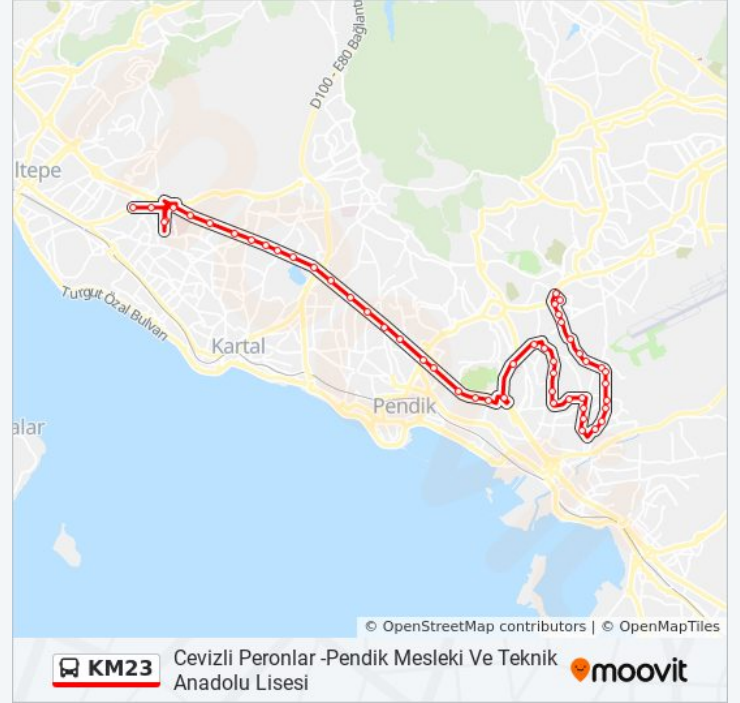 D100 - E80 Bağlantı
ltepe
Turgut Özal Bulvarı
Kartal
Pendik
alar
© OpenStreetMap contributors | © OpenMapTiles
KM23
Cevizli Peronlar -Pendik Mesleki Ve Teknik
Anadolu Lisesi
moovit